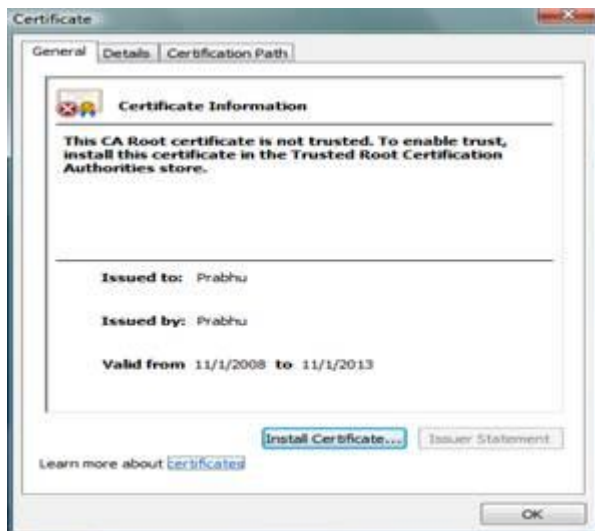 Certificate
General Details Certification Path
Certificate Information
This CA Root certificate is not trusted. To enable trust,
install this certificate in the Trusted Root Certification
Authorities store.
Issued to: Prabhu
Issued by: Prabhu
Valid from 11/1/2008 to 11/1/2013
Install Certificate... Issuer Statement
Learn more about certificates
OK